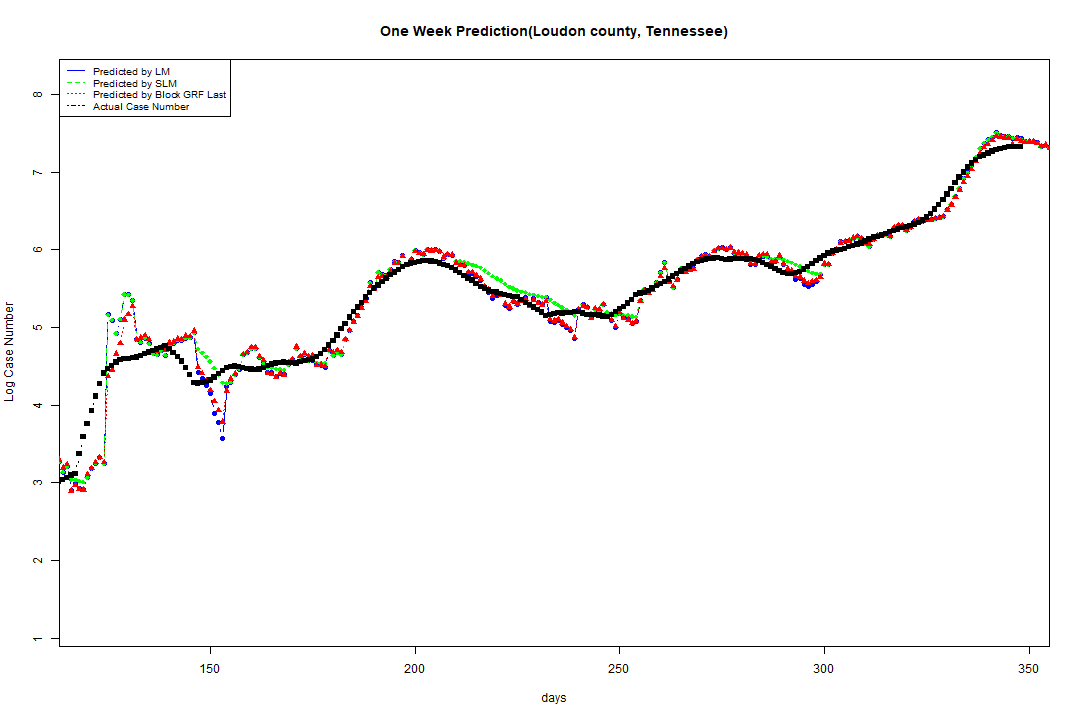 One Week Prediction(Loudon county, Tennessee)
Predicted by LM
Predicted by SLM
Predicted by Block GRF Last
Actual Case Number
Log Case Number
8
7
6
5
4
3
2
1
150 200 250 300 350
days